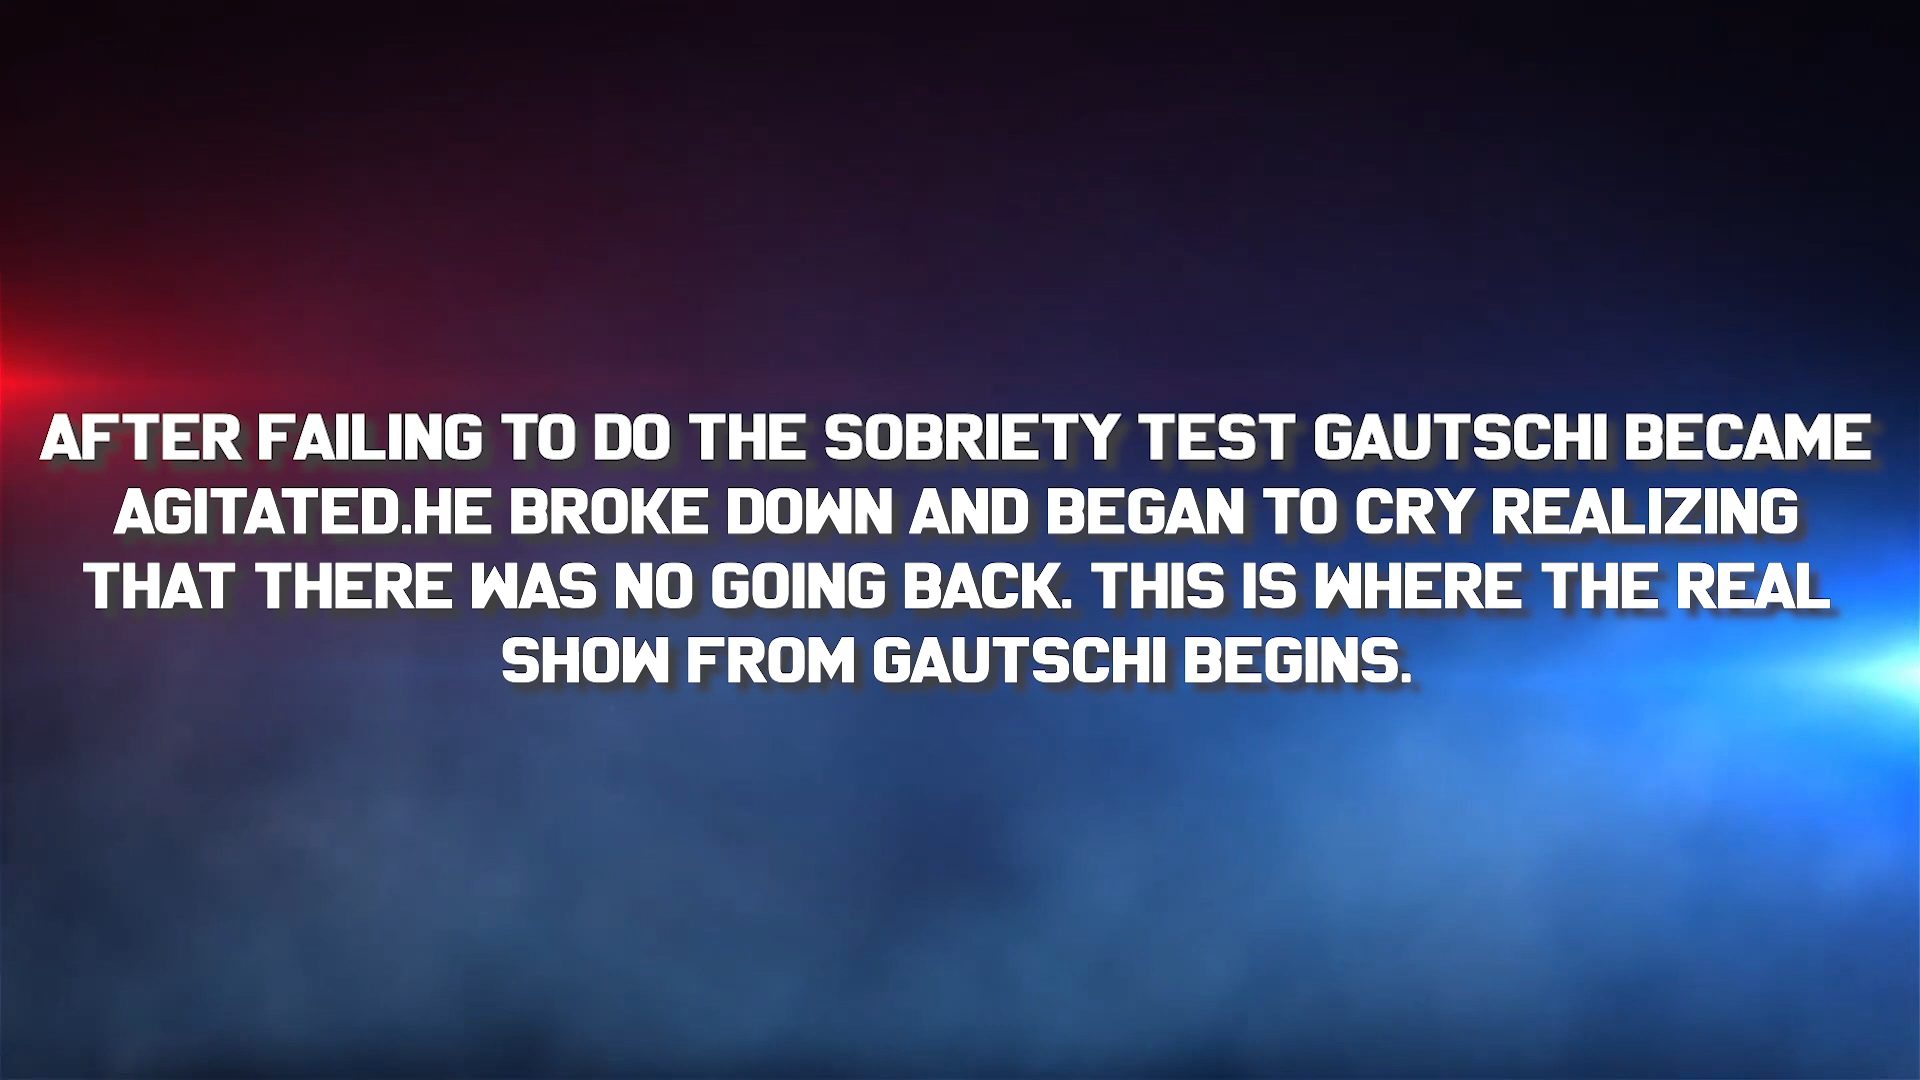 AFTER FAILING TO DO THE SOBRIETY TEST GAUTSCHI BECAME
AGITATED.HE BROKE DOWN AND BEGAN TO CRY REALIZING
THAT THERE WAS NO GOING BACK. THIS IS WHERE THE REAL
SHOW FROM GAUTSCHI BEGINS.